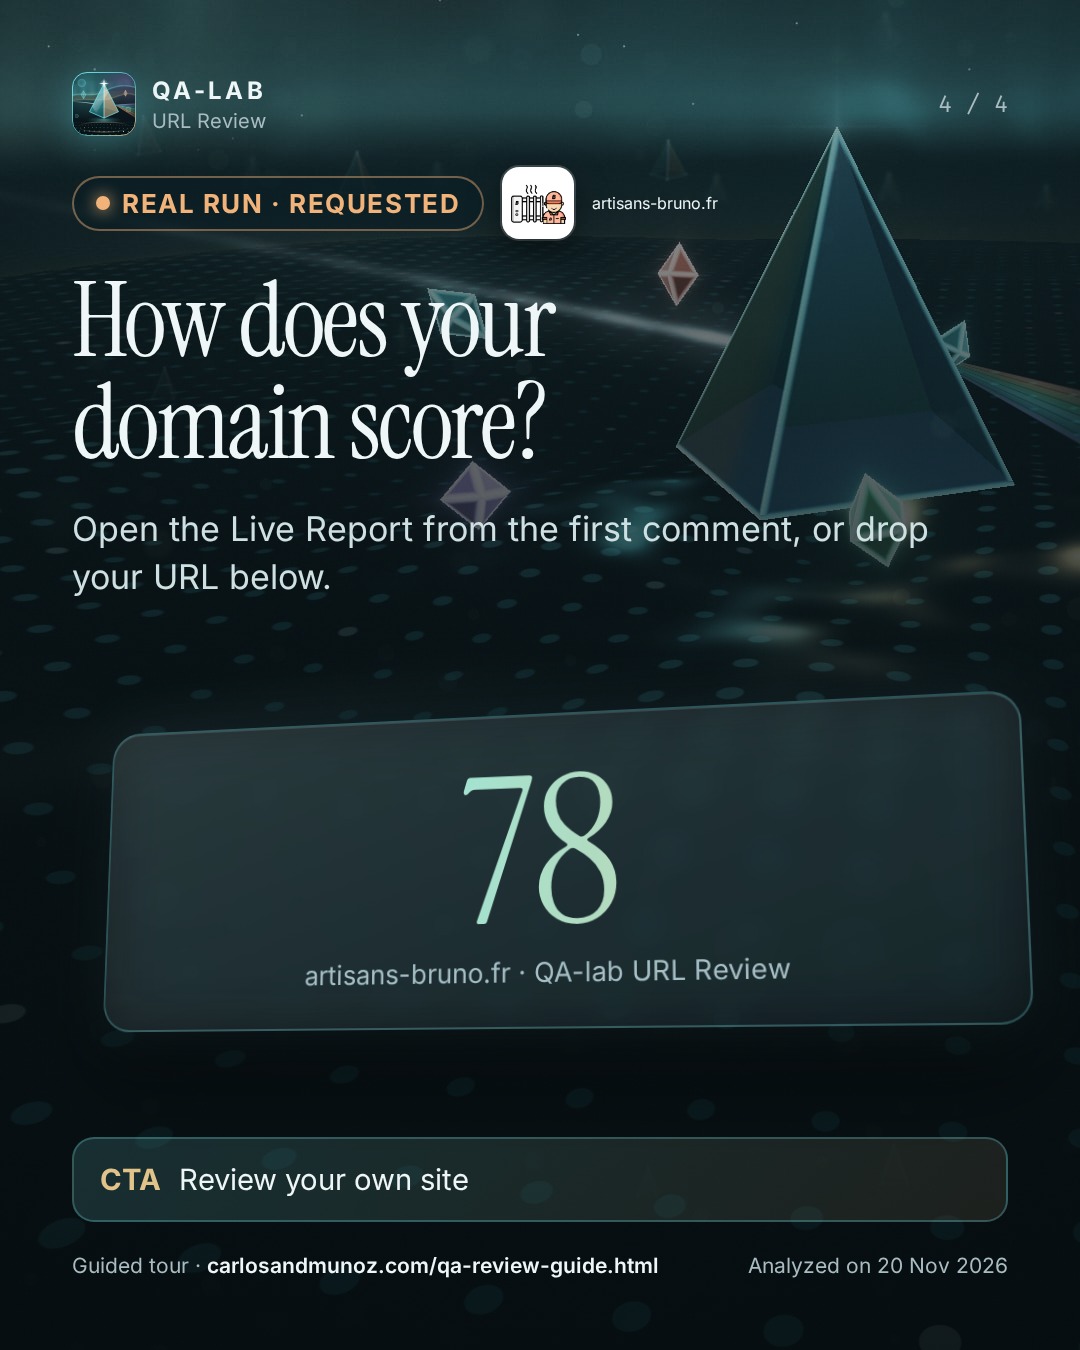 QA-LAB
URL Review
4 / 4
REAL RUN · REQUESTED
artisans-bruno.fr
How does your
domain score?
Open the Live Report from the first comment, or drop
your URL below.
78
artisans-bruno.fr · QA-lab URL Review
CTA Review your own site
Guided tour · carlosandmunoz.com/qa-review-guide.html
Analyzed on 20 Nov 2026